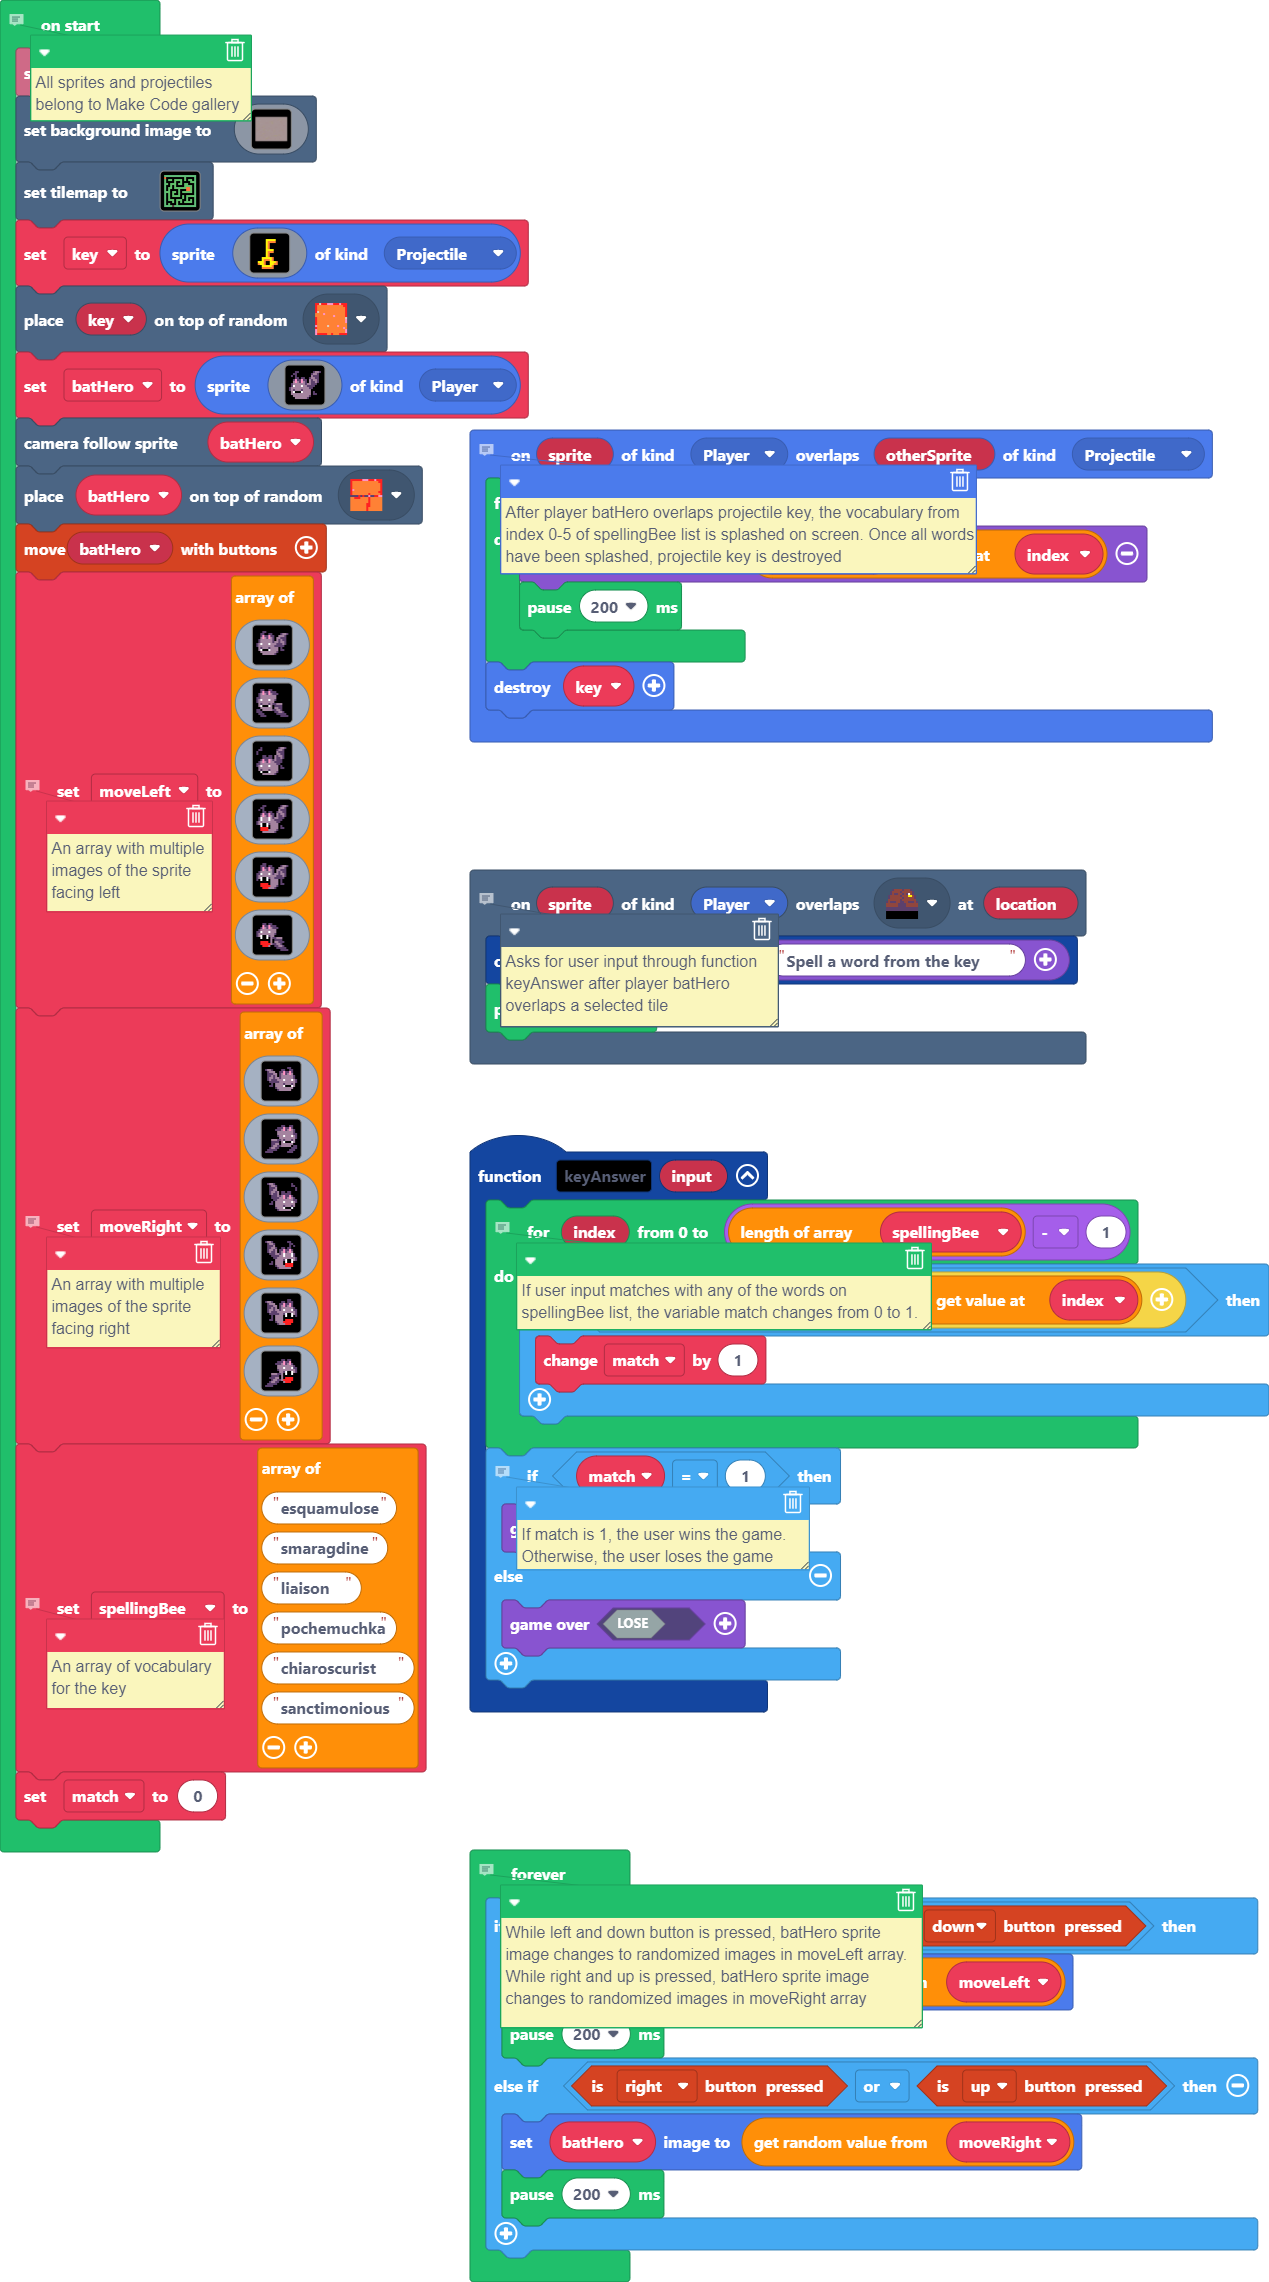 on start
All sprites and projectiles
belong to Make Code gallery
set background image to
set tilemap to
set key to sprite of kind Projectile
place key on top of random
set batHero to sprite of kind Player
camera follow sprite batHero
place batHero on top of random
move batHero with buttons
array of
set moveLeft to
An array with multiple
images of the sprite
facing left
array of
set moveRight to
An array with multiple
images of the sprite
facing right
array of
"esquamulose"
"smaragdine"
"liaison"
"pochemuchka"
"chiaroscurist"
"sanctimonious"
set spellingBee to
An array of vocabulary
for the key
set match to 0
on sprite of kind Player overlaps otherSprite of kind Projectile
After player batHero overlaps projectile key, the vocabulary from
index 0-5 of spellingBee list is splashed on screen. Once all words
have been splashed, projectile key is destroyed
at index
pause 200 ms
destroy key
on sprite of kind Player overlaps at location
"Spell a word from the key"
Asks for user input through function
keyAnswer after player batHero
overlaps a selected tile
function keyAnswer input
for index from 0 to length of array spellingBee - 1
do
If user input matches with any of the words on
spellingBee list, the variable match changes from 0 to 1.
get value at index then
change match by 1
if match = 1 then
If match is 1, the user wins the game.
Otherwise, the user loses the game
else
game over LOSE
forever
down button pressed then
While left and down button is pressed, batHero sprite
image changes to randomized images in moveLeft array.
While right and up is pressed, batHero sprite image
changes to randomized images in moveRight array
moveLeft
pause 200 ms
else if is right button pressed or is up button pressed then
set batHero image to get random value from moveRight
pause 200 ms